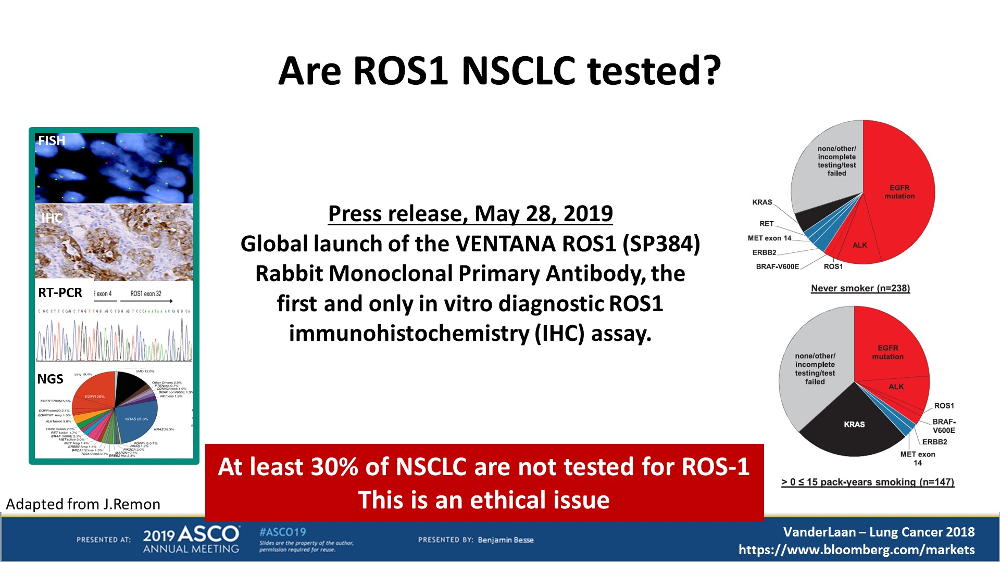 Are ROS1 NSCLC tested?
FISH
IHC
RT-PCR
exon 4
ROS1 exon 32
C G C C T T C C A G C T G G T T G G A G C T G G A G T C C C A A A T A A A C C A G G C A
NGS
UMD 12.0%
Other Drivers 2.9%
PTEN loss 0.7%
CDKN2A loss 1.9%
BRAF nonV600E 1.3%
NF1 loss 1.9%
EGFR 28%
EGFR T790M 5.5%
EGFR exon20 2.1%
EGFR WT Amp 1.0%
ALK fusion 3.8%
ROS1 fusion 2.6%
RET fusion 1.7%
BRAF V600E 2.1%
MET splice 3.0%
MET Amp 1.4%
ERBB2 Amp 1.4%
BRCA1/2 loss 1.3%
TSC1/2 loss 0.7%
ERBB2 Mut 2.3%
MAP2K1 0.7%
PIK3CA 2.0%
NRAS 1.2%
FGFR1/2 0.7%
KRAS 25.3%
KRAS 25.3%
Adapted from J.Remon
Press release, May 28, 2019
Global launch of the VENTANA ROS1 (SP384)
Rabbit Monoclonal Primary Antibody, the
first and only in vitro diagnostic ROS1
immunohistochemistry (IHC) assay.
At least 30% of NSCLC are not tested for ROS-1
This is an ethical issue
none/other/
incomplete
testing/test
failed
EGFR
mutation
KRAS
RET
MET exon 14
ERBB2
BRAF-V600E
ROS1
ALK
Never smoker (n=238)
none/other/
incomplete
testing/test
failed
EGFR
mutation
ALK
ROS1
BRAF-
V600E
ERBB2
MET exon
14
KRAS
> 0 ≤ 15 pack-years smoking (n=147)
PRESENTED AT:
2019 ASCO
ANNUAL MEETING
#ASCO19
Slides are the property of the author,
permission required for reuse.
PRESENTED BY: Benjamin Besse
VanderLaan – Lung Cancer 2018
https://www.bloomberg.com/markets